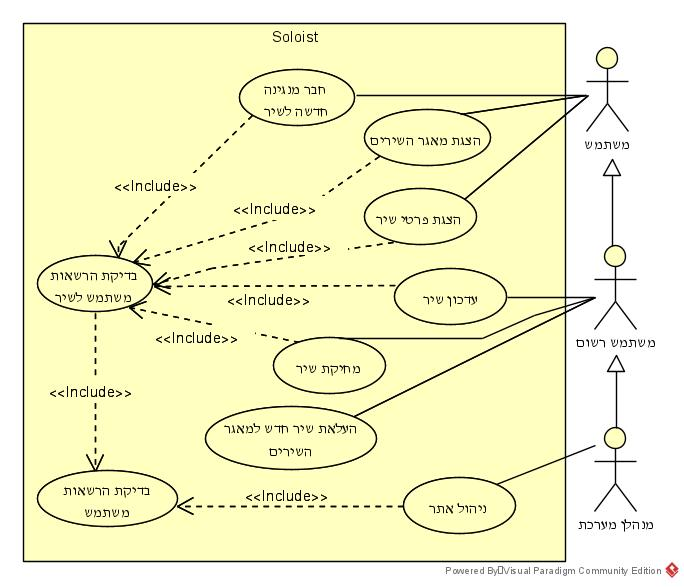 Soloist
חבר מנגינה
חדשה לשיר
משתמש
הצגת מאגר השירים
<<Include>>
<<Include>>
הצגת פרטי שיר
<<Include>>
בדיקת הרשאות
משתמש לשיר
עדכון שיר
<<Include>>
<<Include>>
משתמש רשום
מחיקת שיר
<<Include>>
העלאת שיר חדש למאגר
השירים
<<Include>>
בדיקת הרשאות
משתמש
ניהול אתר
מנהלן מערכת
Powered By Visual Paradigm Community Edition